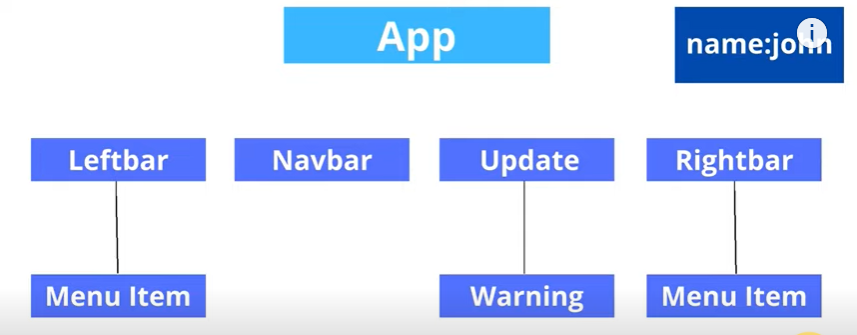 App
name:john
Leftbar
Navbar
Update
Rightbar
Menu Item
Warning
Menu Item